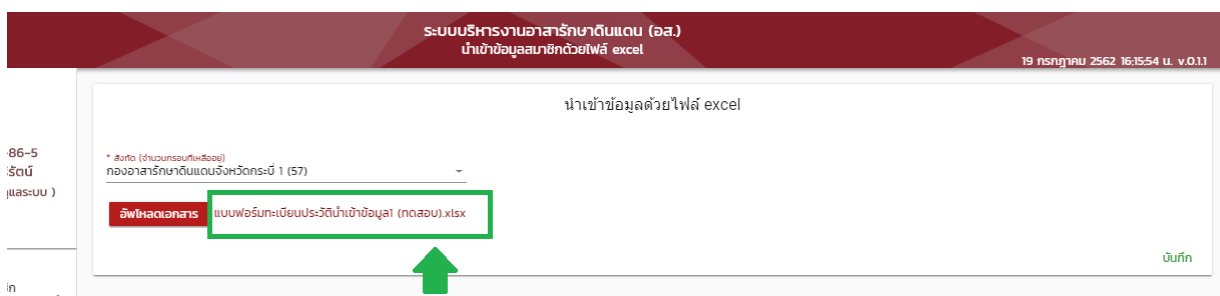 ระบบบริหารงานอาสารักษาดินแดน (อส.)
นำเข้าข้อมูลสมาชิกด้วยไฟล์ excel
19 กรกฎาคม 2562 16:15:54 น. v.0.1.1
นำเข้าข้อมูลด้วยไฟล์ excel
-86-5
* สังกัด (จำนวนกรอบที่เหลืออยู่)
กองอาสารักษาดินแดนจังหวัดกระบี่ 1 (57)
ูแลระบบ )
อัพโหลดเอกสาร แบบฟอร์มทะเบียนประวัตินำเข้าข้อมูล1 (ทดสอบ).xlsx
บันทึก